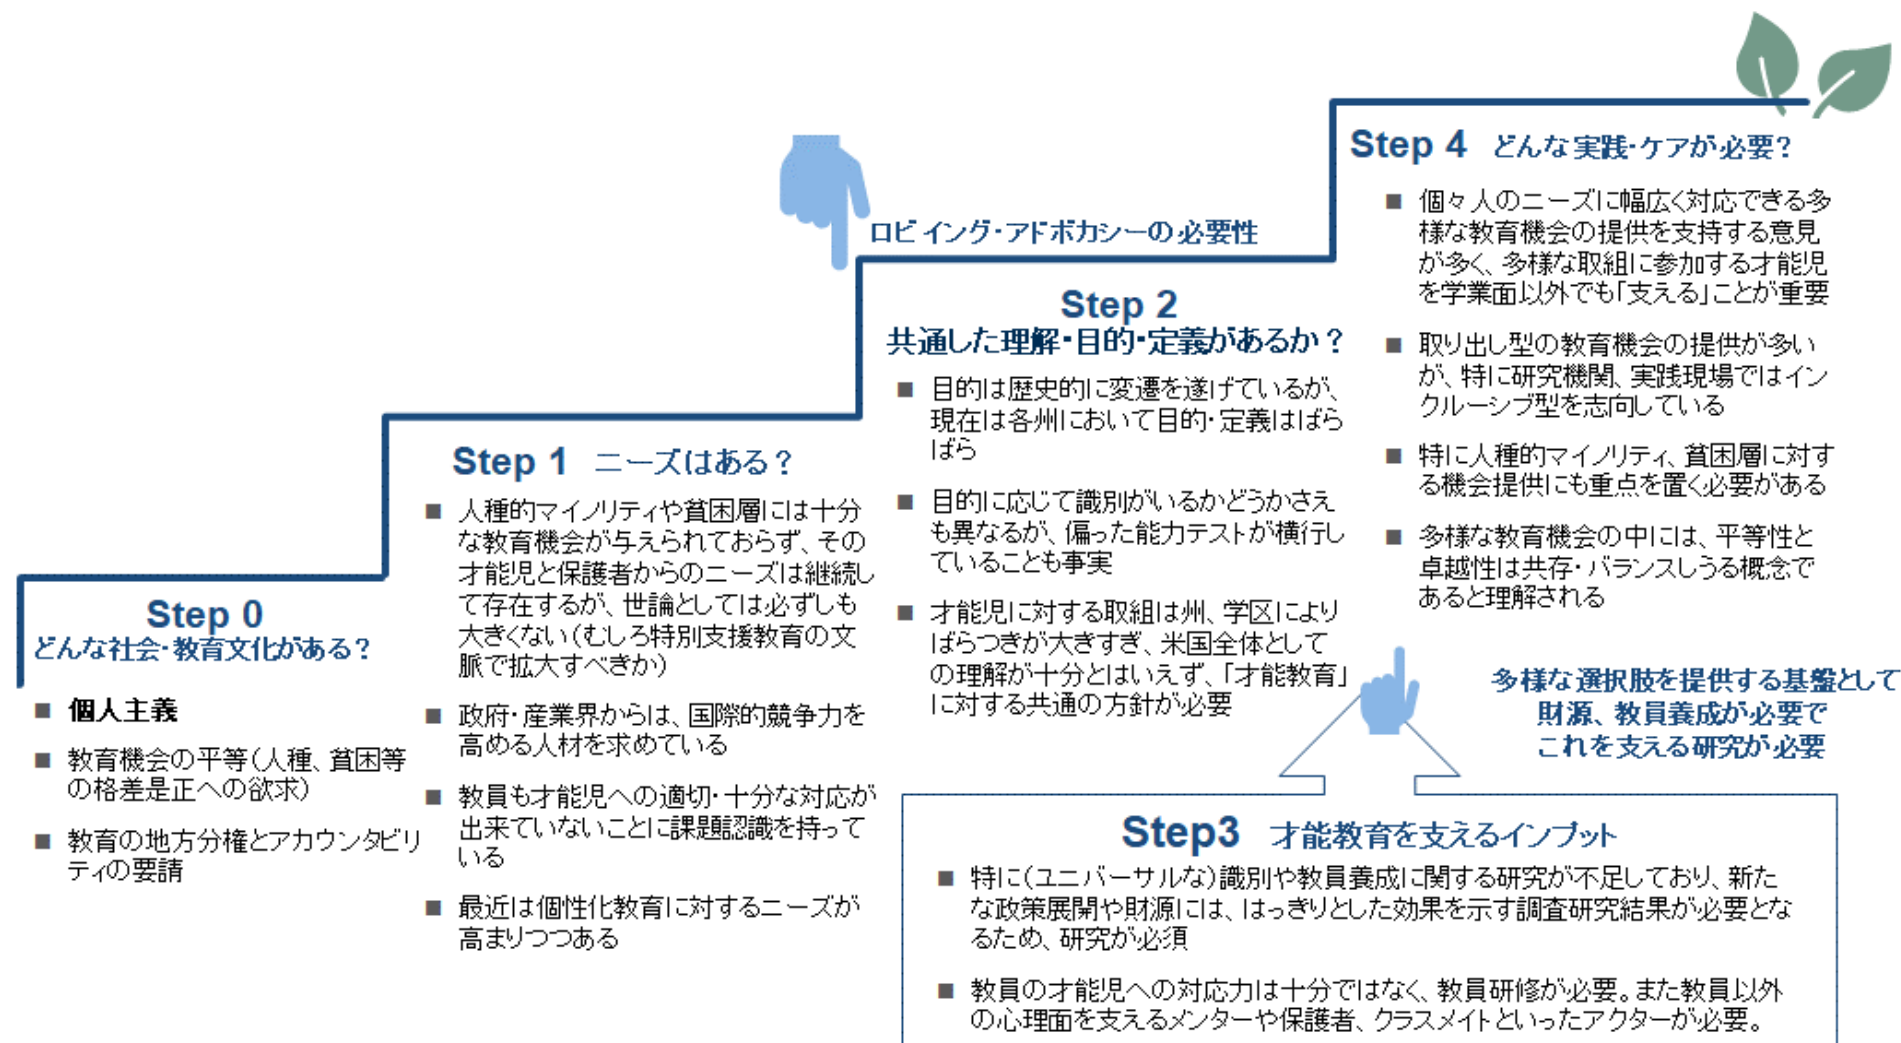 Step 0
どんな社会・教育文化がある？
■ 個人主義
■ 教育機会の平等（人種、貧困等
の格差是正への欲求）
■ 教育の地方分権とアカウンタビリ
ティの要請
Step 1 ニーズはある？
■ 人種的マイノリティや貧困層には十分
な教育機会が与えられておらず、その
才能児と保護者からのニーズは継続し
て存在するが、世論としては必ずしも
大きくない（むしろ特別支援教育の文
脈で拡大すべきか）
■ 政府・産業界からは、国際的競争力を
高める人材を求めている
■ 教員も才能児への適切・十分な対応が
出来ていないことに課題認識を持って
いる
■ 最近は個性化教育に対するニーズが
高まりつつある
ロビイング・アドボカシーの必要性
Step 2
共通した理解・目的・定義があるか？
■ 目的は歴史的に変遷を遂げているが、
現在は各州において目的・定義はばら
ばら
■ 目的に応じて識別がいるかどうかさえ
も異なるが、偏った能力テストが横行し
ていることも事実
■ 才能児に対する取組は州、学区により
ばらつきが大きすぎ、米国全体として
の理解が十分とはいえず、「才能教育」
に対する共通の方針が必要
Step3 才能教育を支えるインプット
■ 特に（ユニバーサルな）識別や教員養成に関する研究が不足しており、新た
な政策展開や財源には、はっきりとした効果を示す調査研究結果が必要とな
るため、研究が必須
■ 教員の才能児への対応力は十分ではなく、教員研修が必要。また教員以外
の心理面を支えるメンターや保護者、クラスメイトといったアクターが必要。
Step 4 どんな実践・ケアが必要？
■ 個々人のニーズに幅広く対応できる多
様な教育機会の提供を支持する意見
が多く、多様な取組に参加する才能児
を学業面以外でも「支える」ことが重要
■ 取り出し型の教育機会の提供が多い
が、特に研究機関、実践現場ではイン
クルーシブ型を志向している
■ 特に人種的マイノリティ、貧困層に対す
る機会提供にも重点を置く必要がある
■ 多様な教育機会の中には、平等性と
卓越性は共存・バランスしうる概念で
あると理解される
多様な選択肢を提供する基盤として
財源、教員養成が必要で
これを支える研究が必要